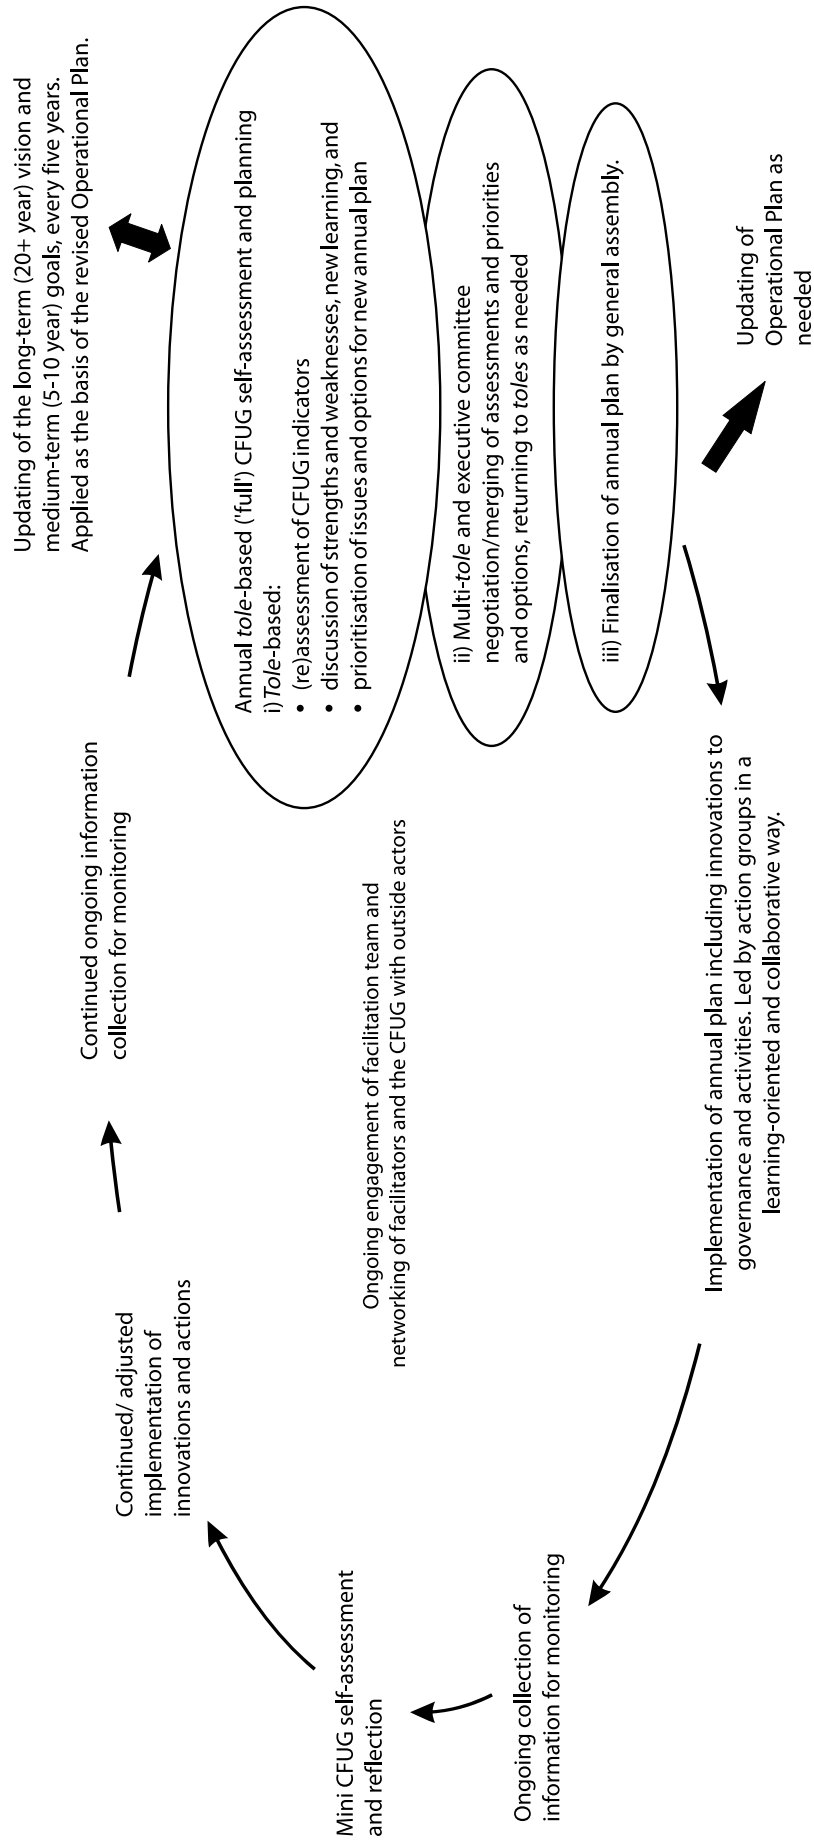 Updating of the long-term (20+ year) vision and
medium-term (5-10 year) goals, every five years.
Applied as the basis of the revised Operational Plan.
Annual tole-based ('full') CFUG self-assessment and planning
i) Tole-based:
• (re)assessment of CFUG indicators
• discussion of strengths and weaknesses, new learning, and
• prioritisation of issues and options for new annual plan
ii) Multi-tole and executive committee
negotiation/merging of assessments and priorities
and options, returning to toles as needed
iii) Finalisation of annual plan by general assembly.
Updating of
Operational Plan as
needed
Implementation of annual plan including innovations to
governance and activities. Led by action groups in a
learning-oriented and collaborative way.
Ongoing collection of
information for monitoring
Mini CFUG self-assessment
and reflection
Continued/ adjusted
implementation of
innovations and actions
Continued ongoing information
collection for monitoring
Ongoing engagement of facilitation team and
networking of facilitators and the CFUG with outside actors